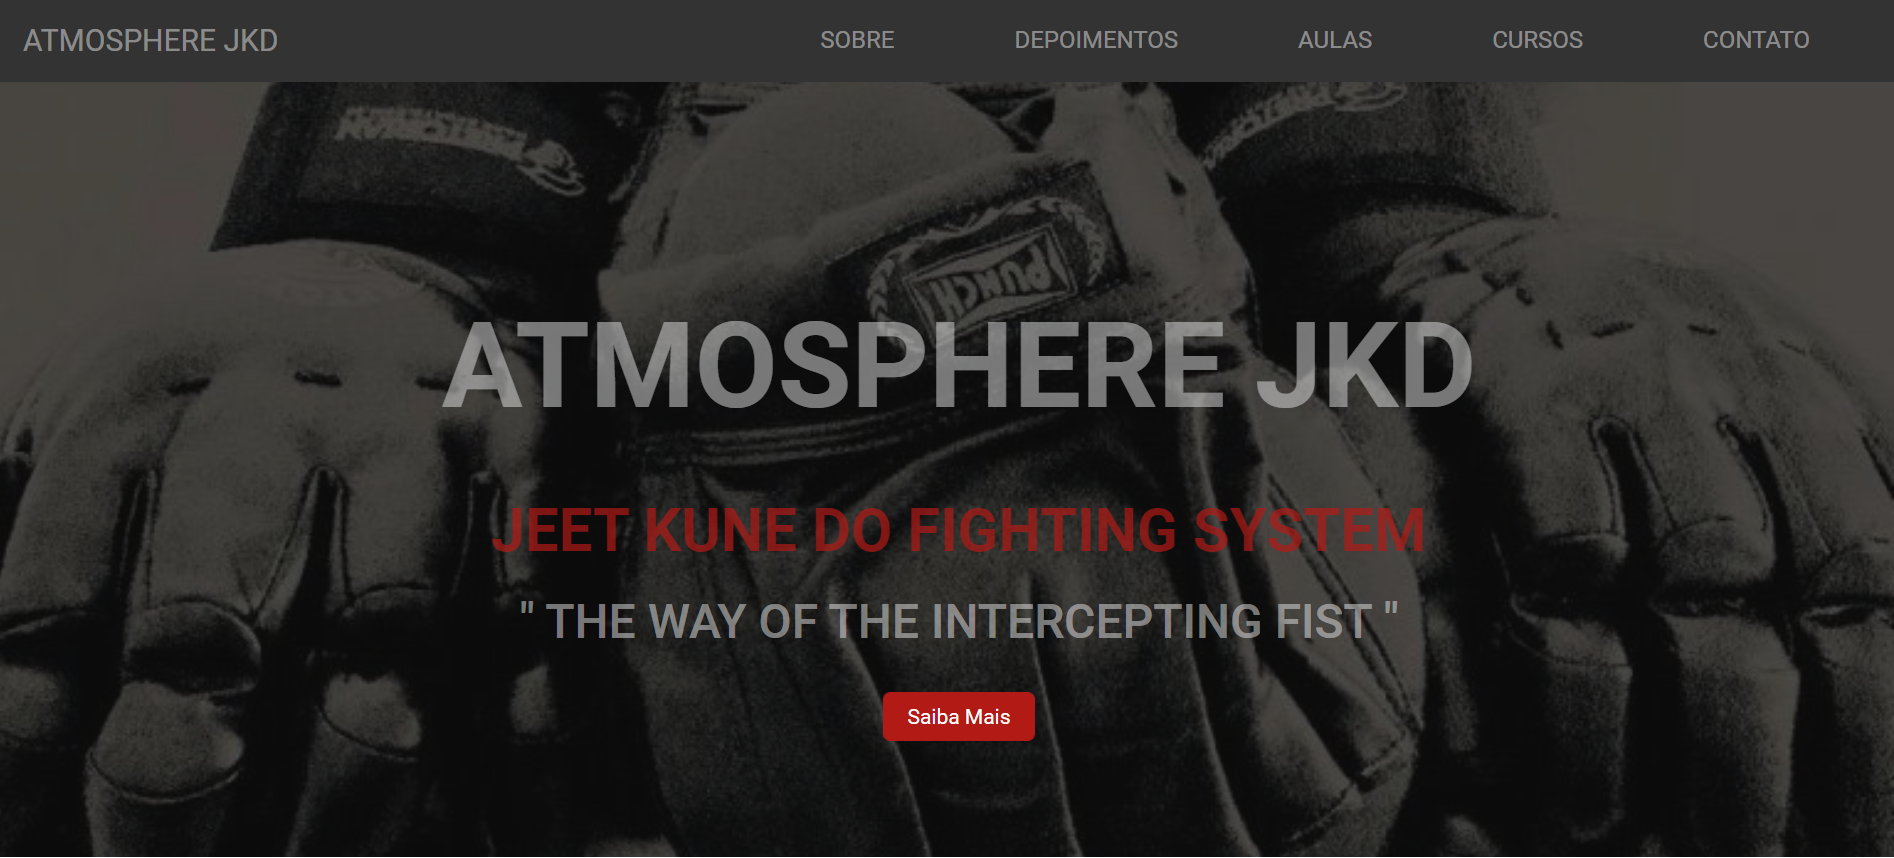 ATMOSPHERE JKD
SOBRE
DEPOIMENTOS
AULAS
CURSOS
CONTATO
PUNCH
ATMOSPHERE JKD
JEET KUNE DO FIGHTING SYSTEM
" THE WAY OF THE INTERCEPTING FIST "
Saiba Mais